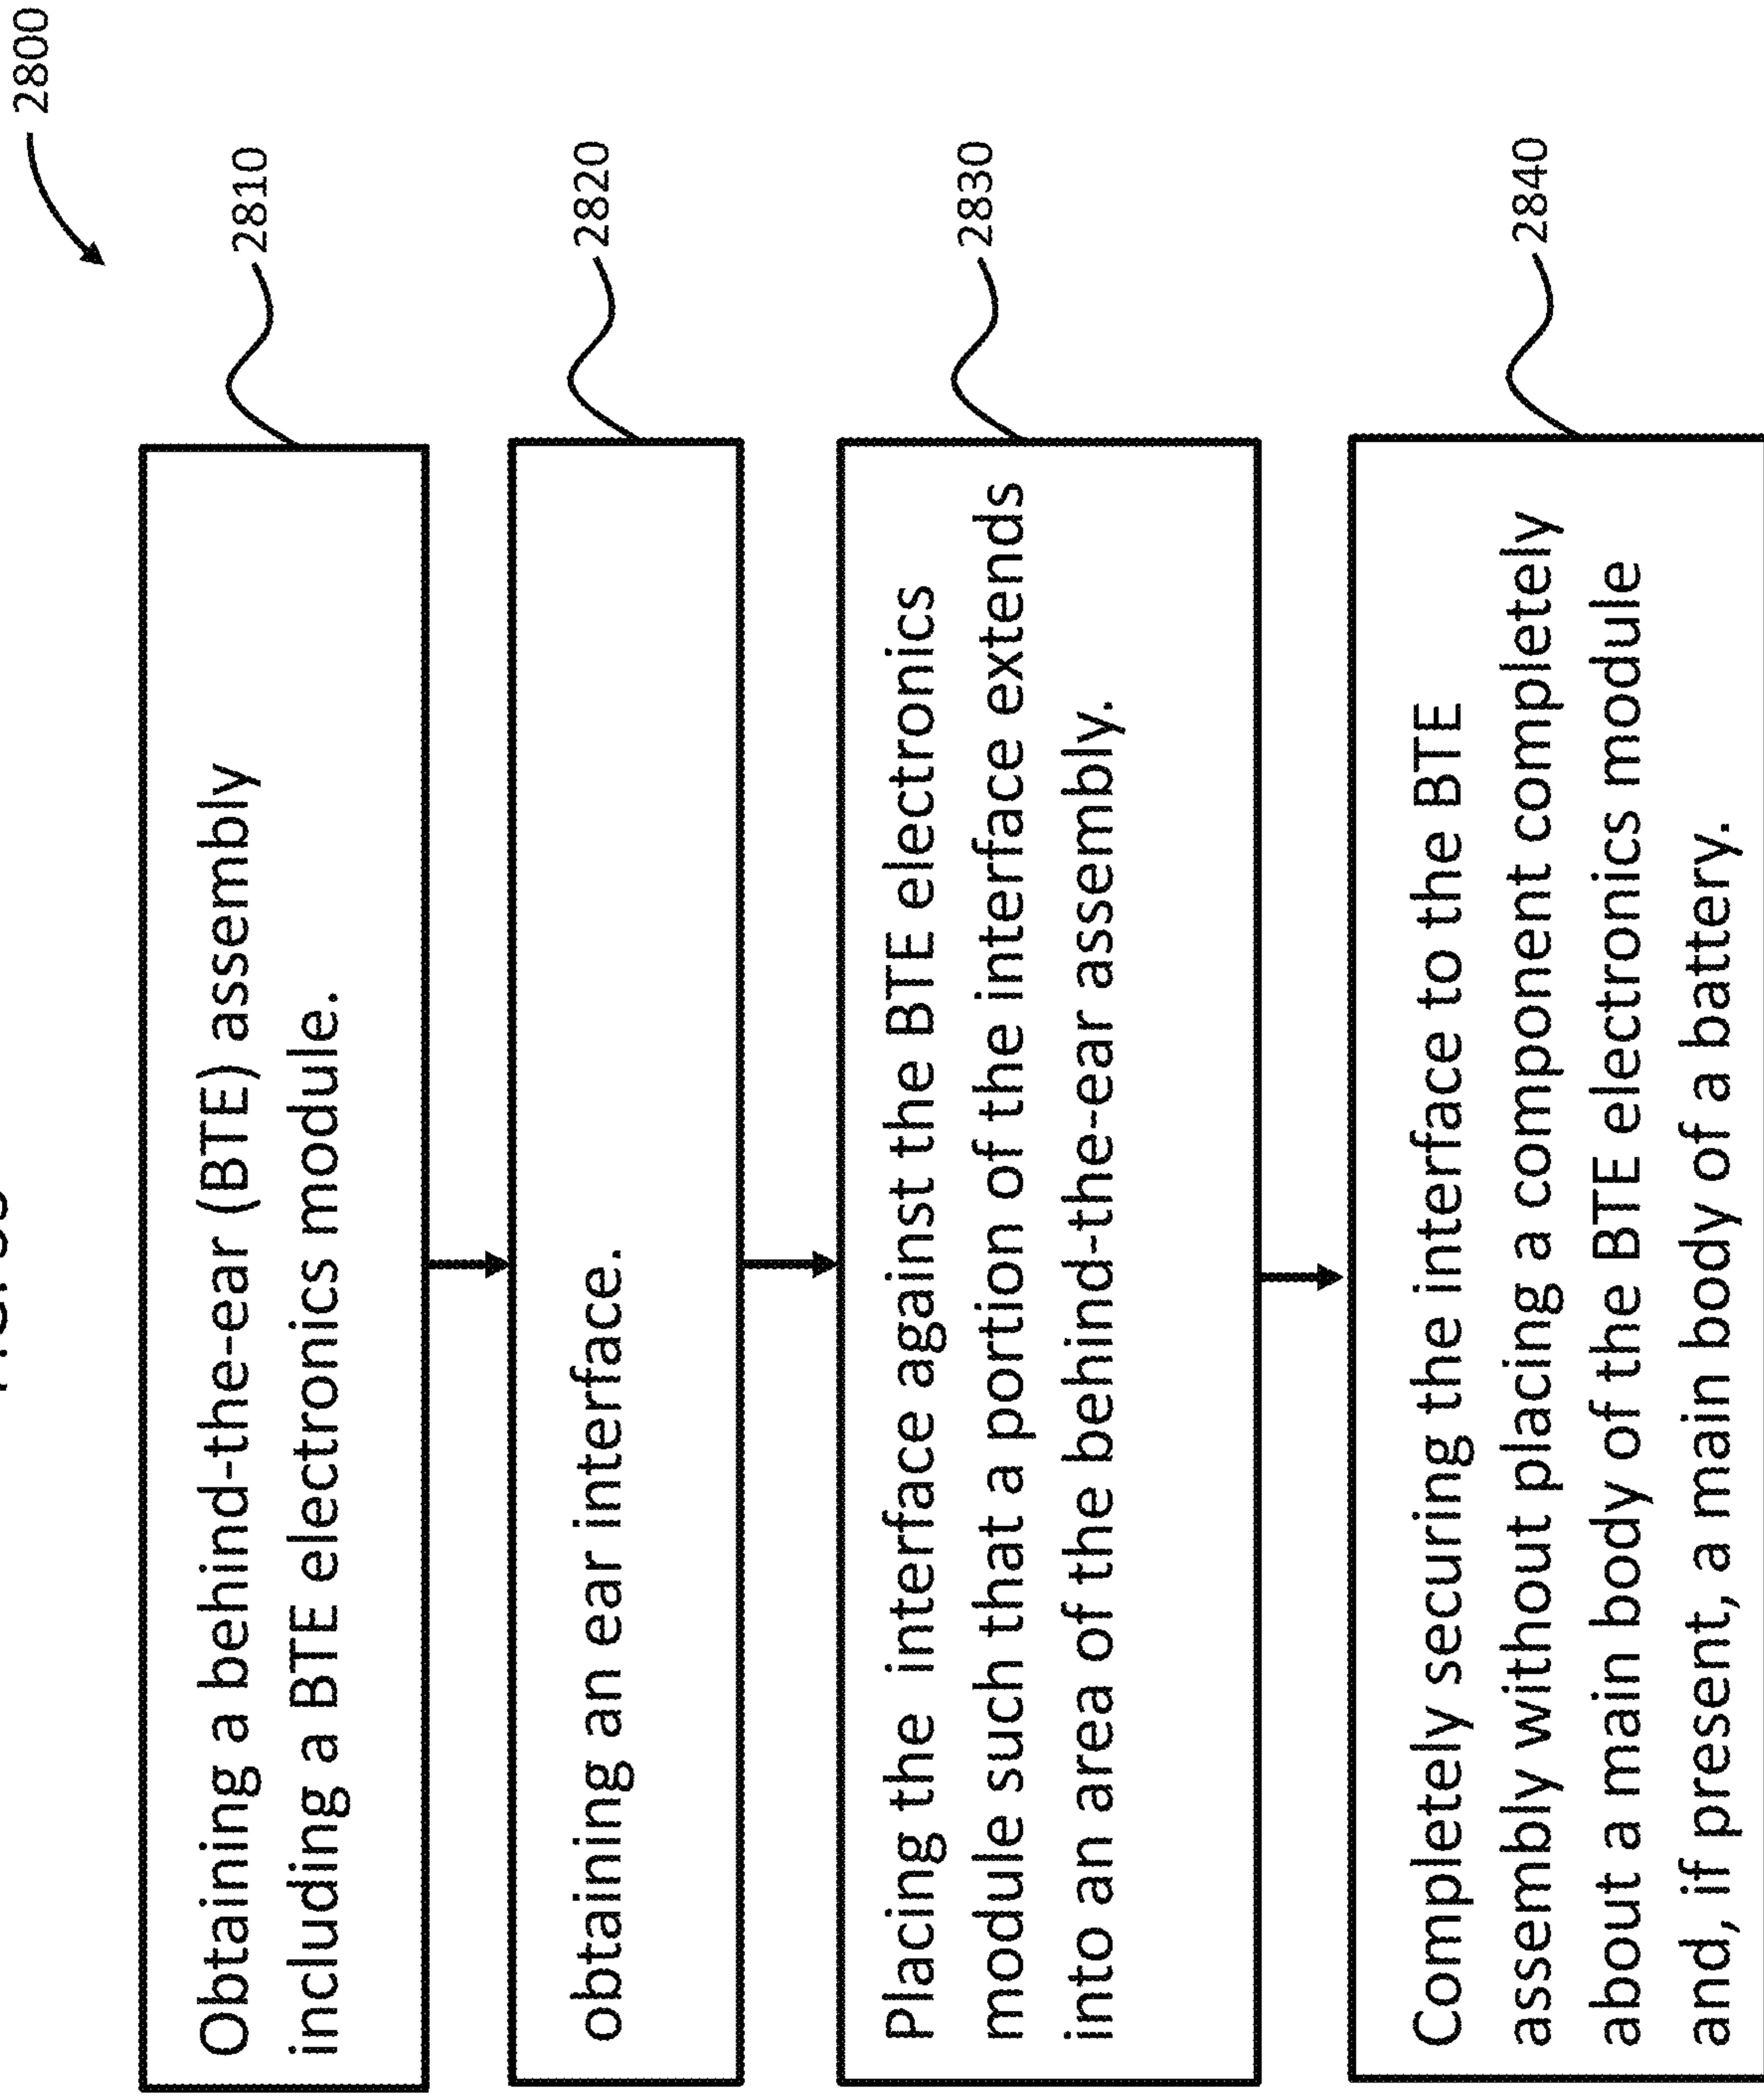 2800
Obtaining a behind-the-ear (BTE) assembly
including a BTE electronics module.
2810
obtaining an ear interface.
2820
Placing the interface against the BTE electronics
module such that a portion of the interface extends
into an area of the behind-the-ear assembly.
2830
Completely securing the interface to the BTE
assembly without placing a component completely
about a main body of the BTE electronics module
and, if present, a main body of a battery.
2840